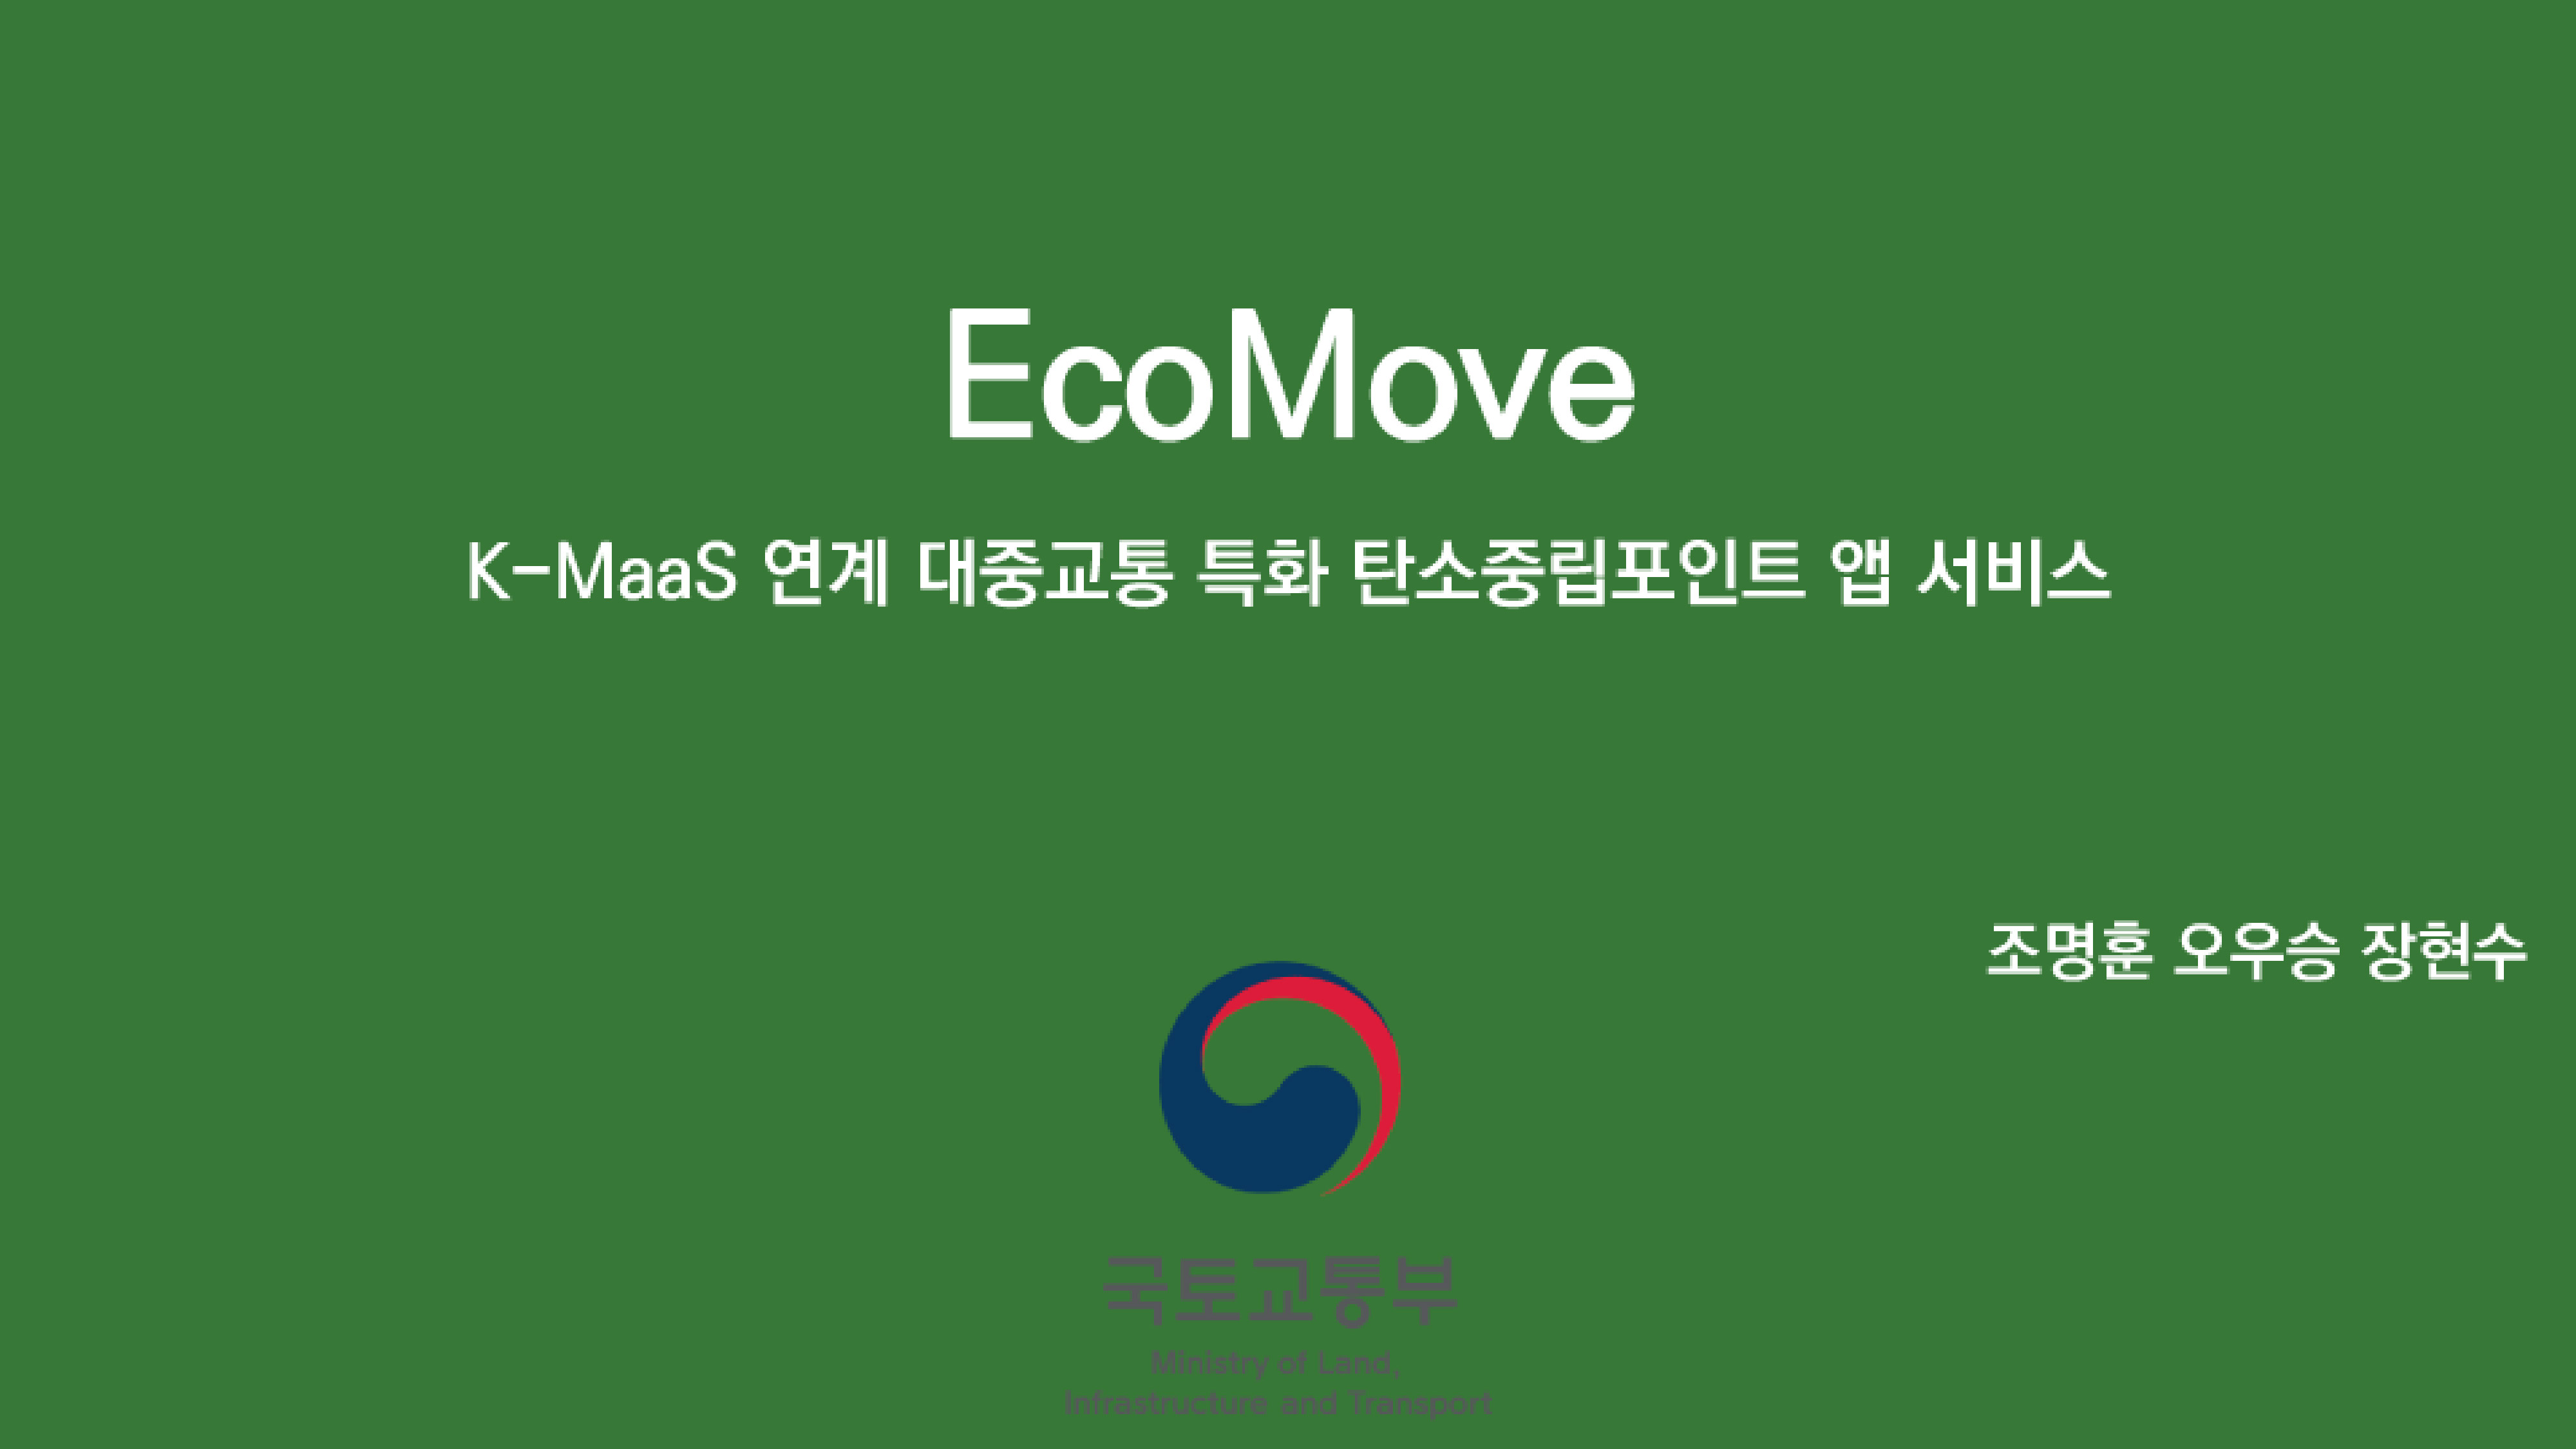 EcoMove
K-MaaS 연계 대중교통 특화 탄소중립포인트 앱 서비스
조명훈 오우승 장현수
국토교통부
Ministry of Land,
Infrastructure and Transport